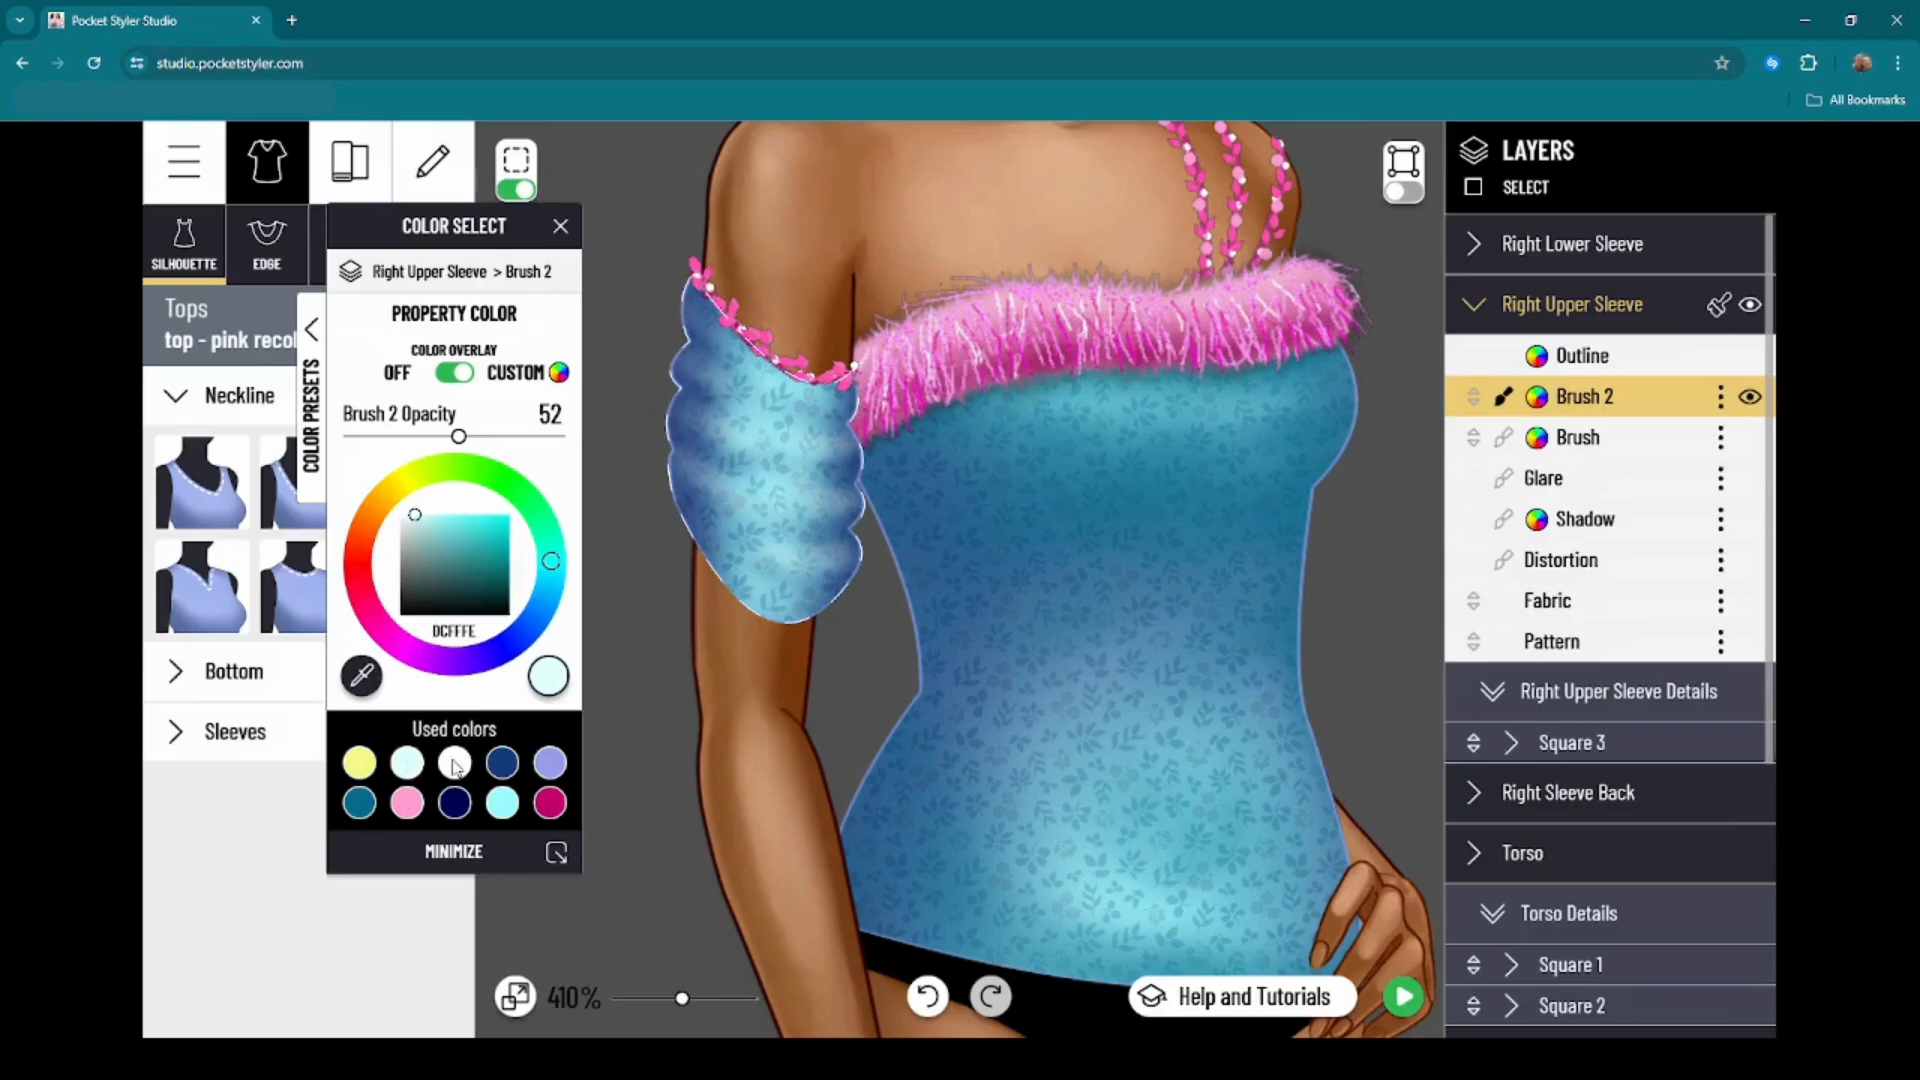 Pocket Styler Studio
studio.pocketstyler.com
All Bookmarks
SILHOUETTE
EDGE
Tops
top - pink recol
Neckline
Bottom
Sleeves
COLOR PRESETS
COLOR SELECT
Right Upper Sleeve > Brush 2
PROPERTY COLOR
COLOR OVERLAY
OFF
CUSTOM
Brush 2 Opacity
52
DCFFFE
Used colors
MINIMIZE
410%
Help and Tutorials
LAYERS
SELECT
Right Lower Sleeve
Right Upper Sleeve
Outline
Brush 2
Brush
Glare
Shadow
Distortion
Fabric
Pattern
Right Upper Sleeve Details
Square 3
Right Sleeve Back
Torso
Torso Details
Square 1
Square 2